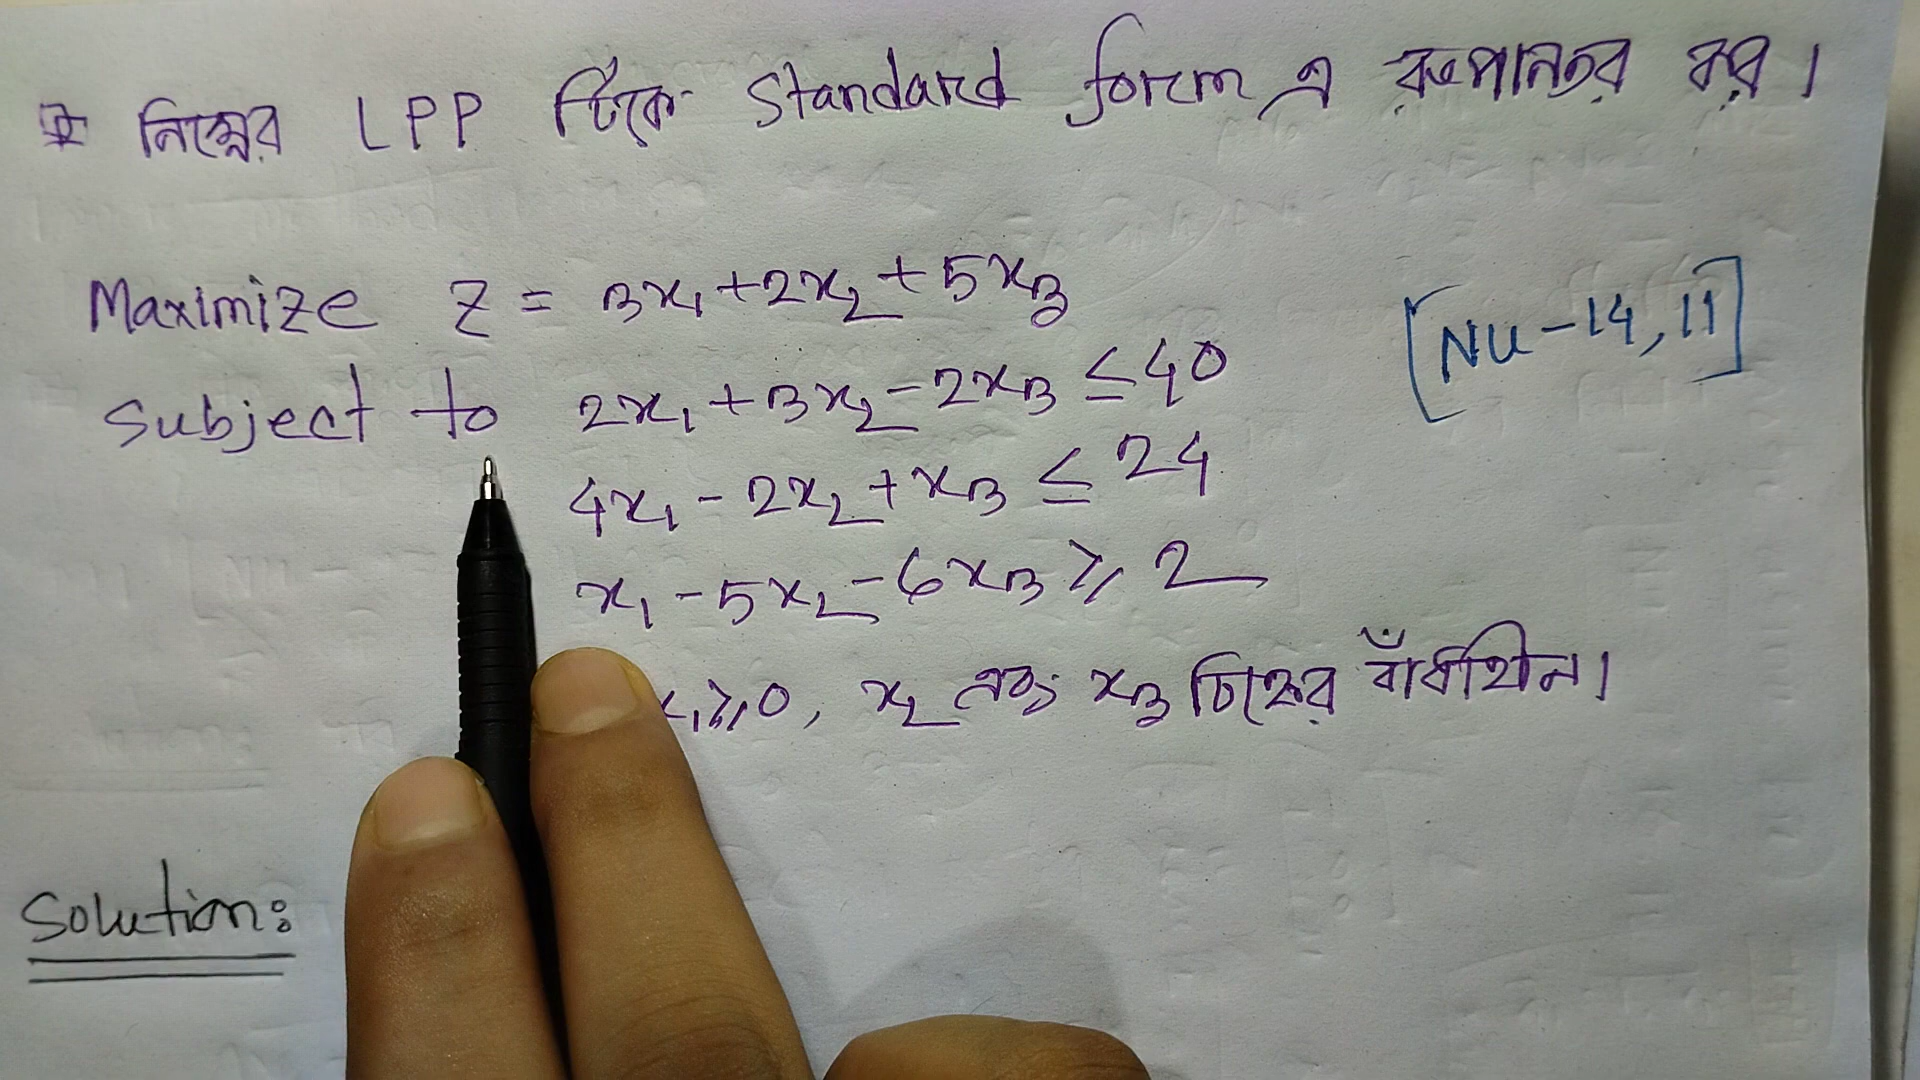 নিম্নের LPP টিকে Standard form এ রূপান্তর কর।
Maximize Z = 3x₁+2x₂+5x₃
[NU-14, 11]
Subject to 2x₁+3x₂-2x₃ ≤ 40
4x₁-2x₂+x₃ ≤ 24
x₁-5x₂-6x₃ ≥ 2
x₁≥0, x₂ এবং x₃ চিহ্নের বাঁধাহীন।
Solution: